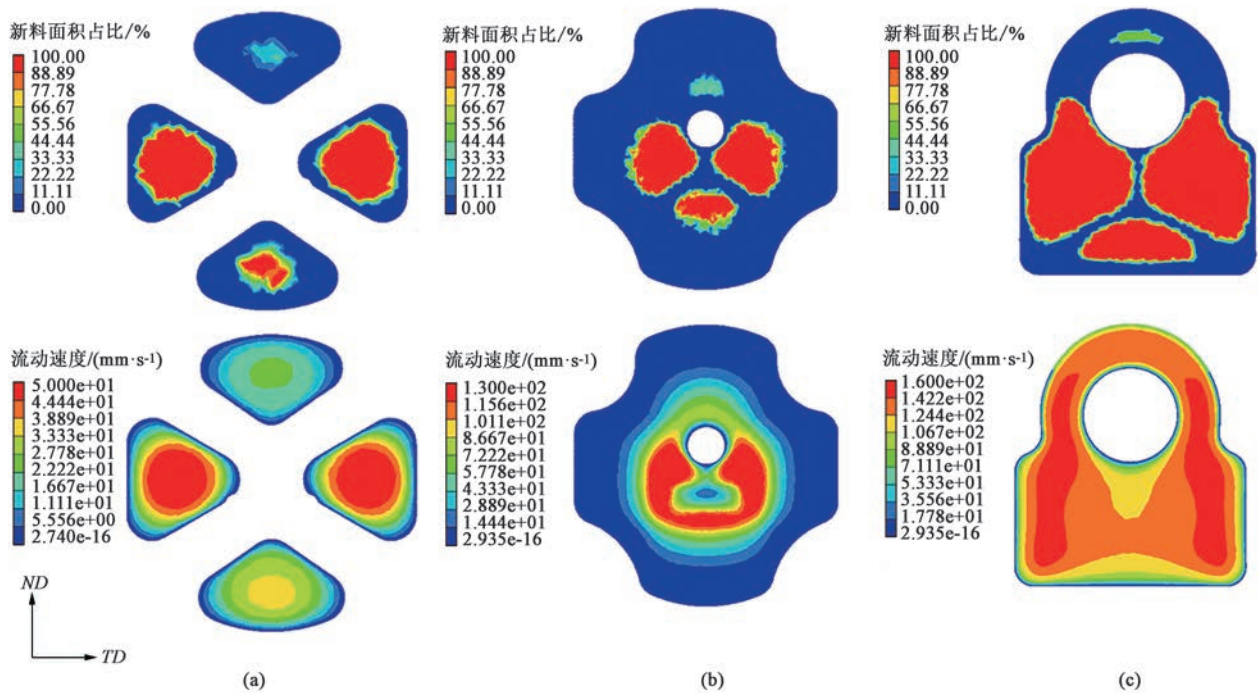 新料面积占比/%
100.00
88.89
77.78
66.67
55.56
44.44
33.33
22.22
11.11
0.00
新料面积占比/%
100.00
88.89
77.78
66.67
55.56
44.44
33.33
22.22
11.11
0.00
新料面积占比/%
100.00
88.89
77.78
66.67
55.56
44.44
33.33
22.22
11.11
0.00
流动速度/(mm·s⁻¹)
5.000e+01
4.444e+01
3.889e+01
3.333e+01
2.778e+01
2.222e+01
1.667e+01
1.111e+01
5.556e+00
2.740e-16
流动速度/(mm·s⁻¹)
1.300e+02
1.156e+02
1.011e+02
8.667e+01
7.222e+01
5.778e+01
4.333e+01
2.889e+01
1.444e+01
2.935e-16
流动速度/(mm·s⁻¹)
1.600e+02
1.422e+02
1.244e+02
1.067e+02
8.889e+01
7.111e+01
5.333e+01
3.556e+01
1.778e+01
2.935e-16
ND
TD
(a)
(b)
(c)